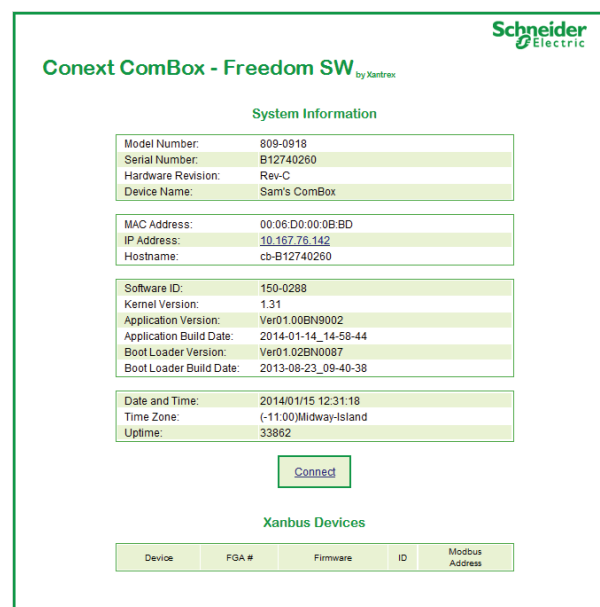 Schneider
Electric
Conext ComBox - Freedom SW by Xantrex
System Information
Model Number: 809-0918
Serial Number: B12740260
Hardware Revision: Rev-C
Device Name: Sam's ComBox
MAC Address: 00:06:D0:00:0B:BD
IP Address: 10.167.76.142
Hostname: cb-B12740260
Software ID: 150-0288
Kernel Version: 1.31
Application Version: Ver01.00BN9002
Application Build Date: 2014-01-14_14-58-44
Boot Loader Version: Ver01.02BN0087
Boot Loader Build Date: 2013-08-23_09-40-38
Date and Time: 2014/01/15 12:31:18
Time Zone: (-11:00)Midway-Island
Uptime: 33862
Connect
Xanbus Devices
Device FGA # Firmware ID Modbus
Address